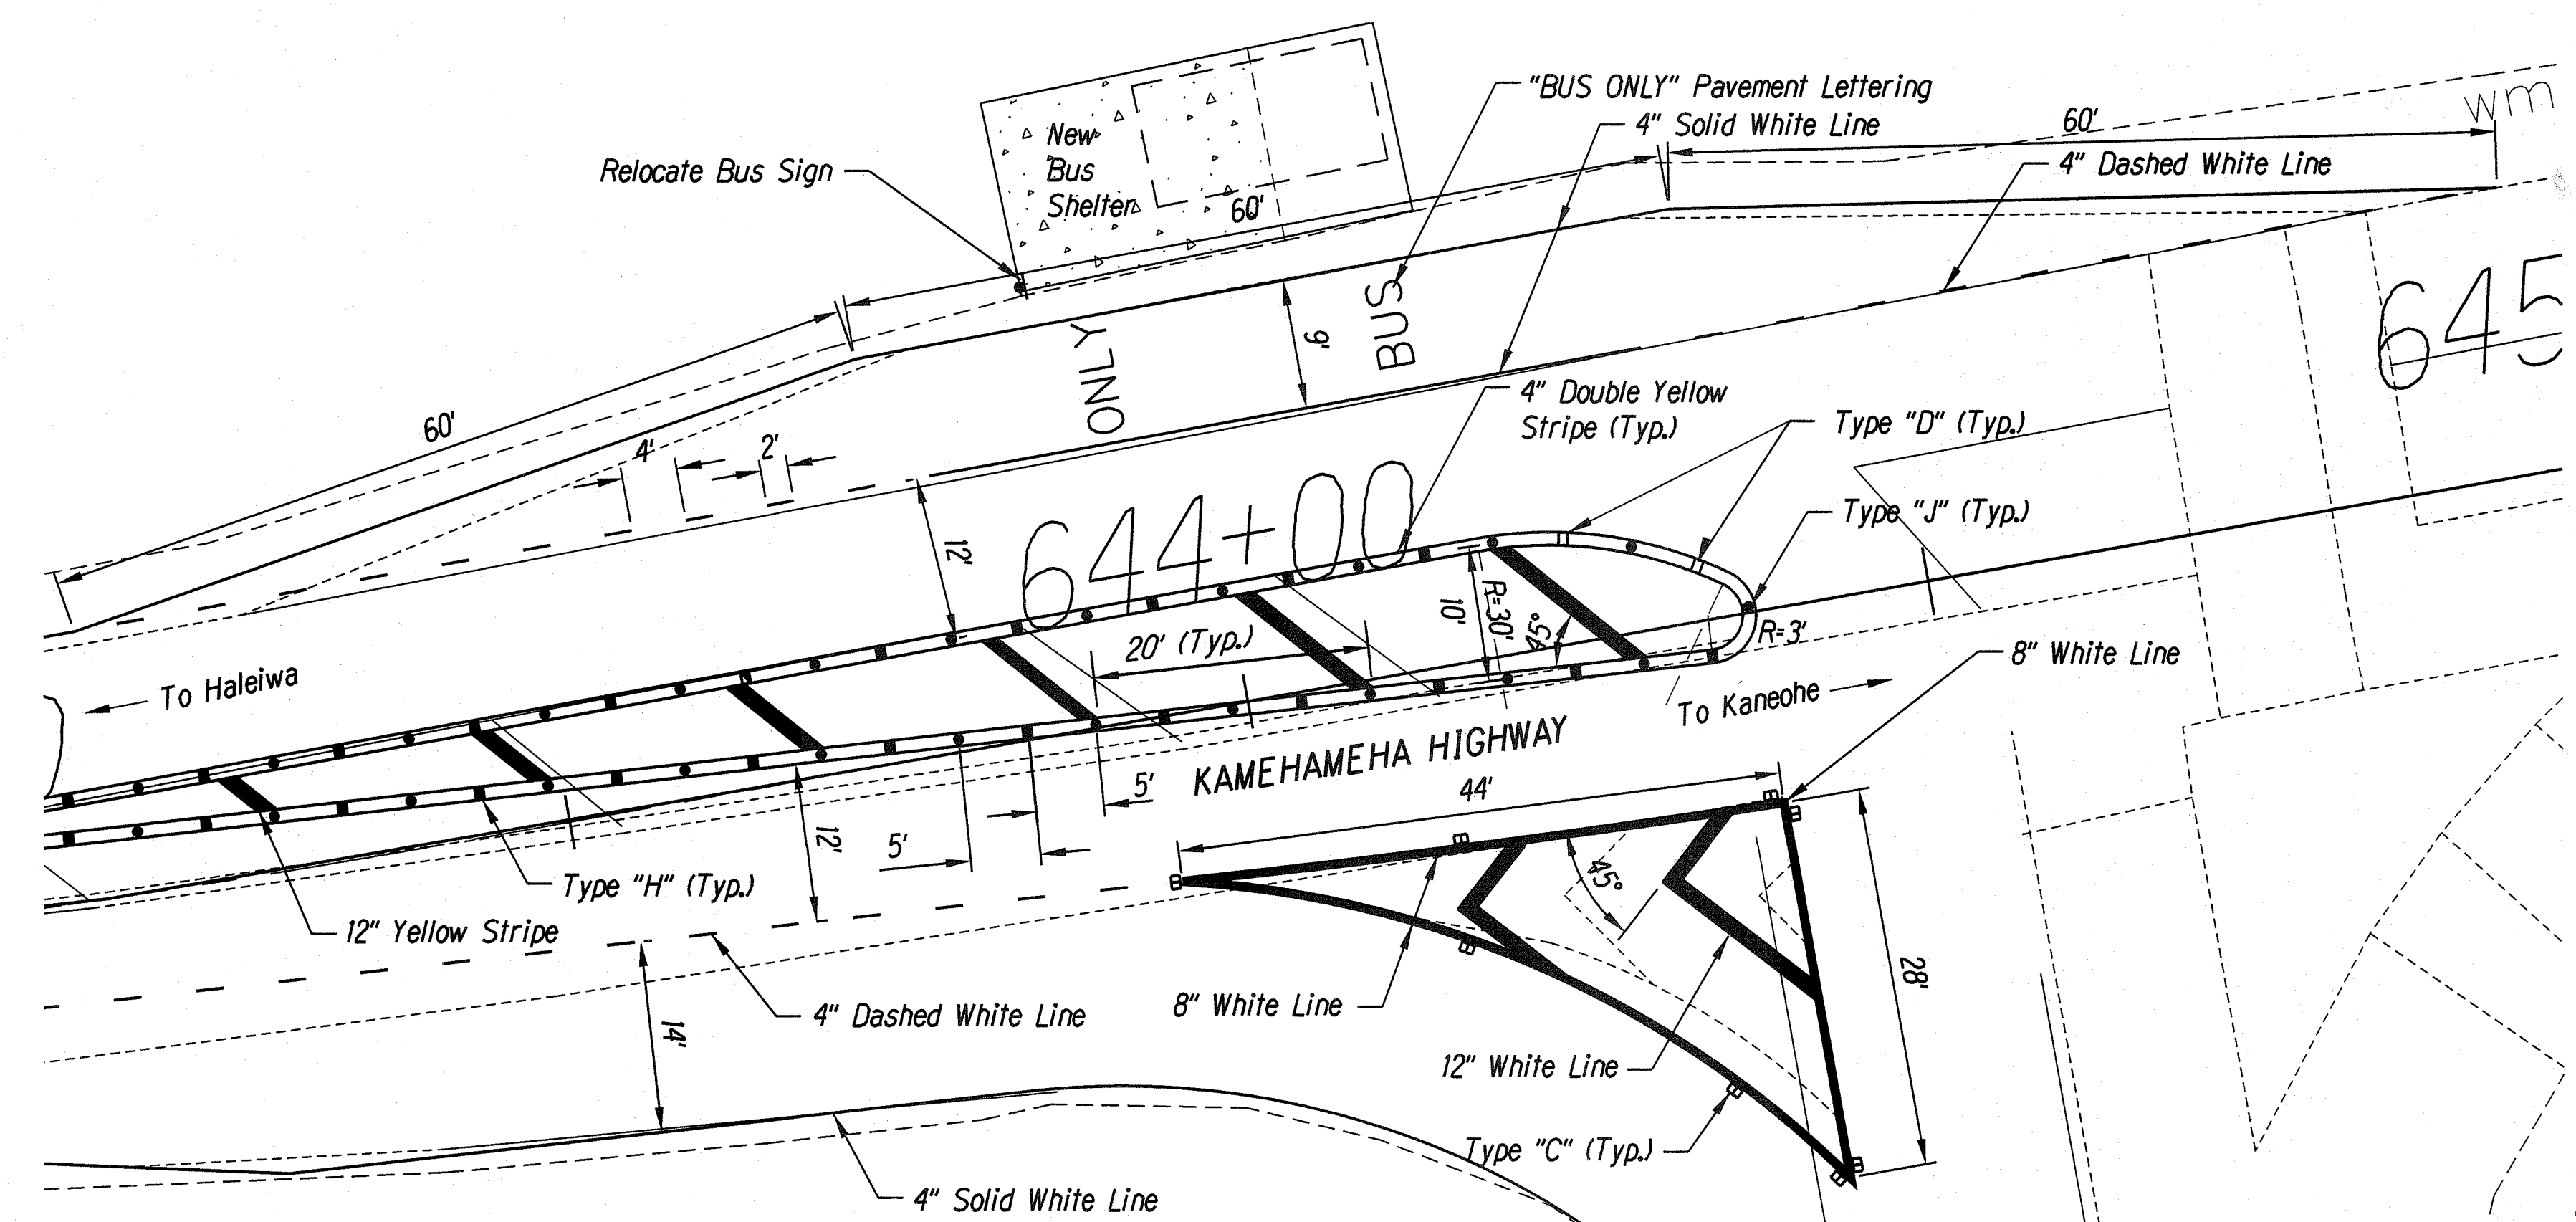 "BUS ONLY" Pavement Lettering
4" Solid White Line
60'
wm
4" Dashed White Line
Relocate Bus Sign
New
Bus
Shelter
60'
645
BUS
ONLY
9'
60'
4'
2'
4" Double Yellow
Stripe (Typ.)
Type "D" (Typ.)
Type "J" (Typ.)
644+00
12'
10'
R=30'
45°
R=3'
20' (Typ.)
8" White Line
To Haleiwa
To Kaneohe
KAMEHAMEHA HIGHWAY
5'
44'
5'
12'
Type "H" (Typ.)
12" Yellow Stripe
45°
28'
4" Dashed White Line
8" White Line
14'
12" White Line
Type "C" (Typ.)
4" Solid White Line